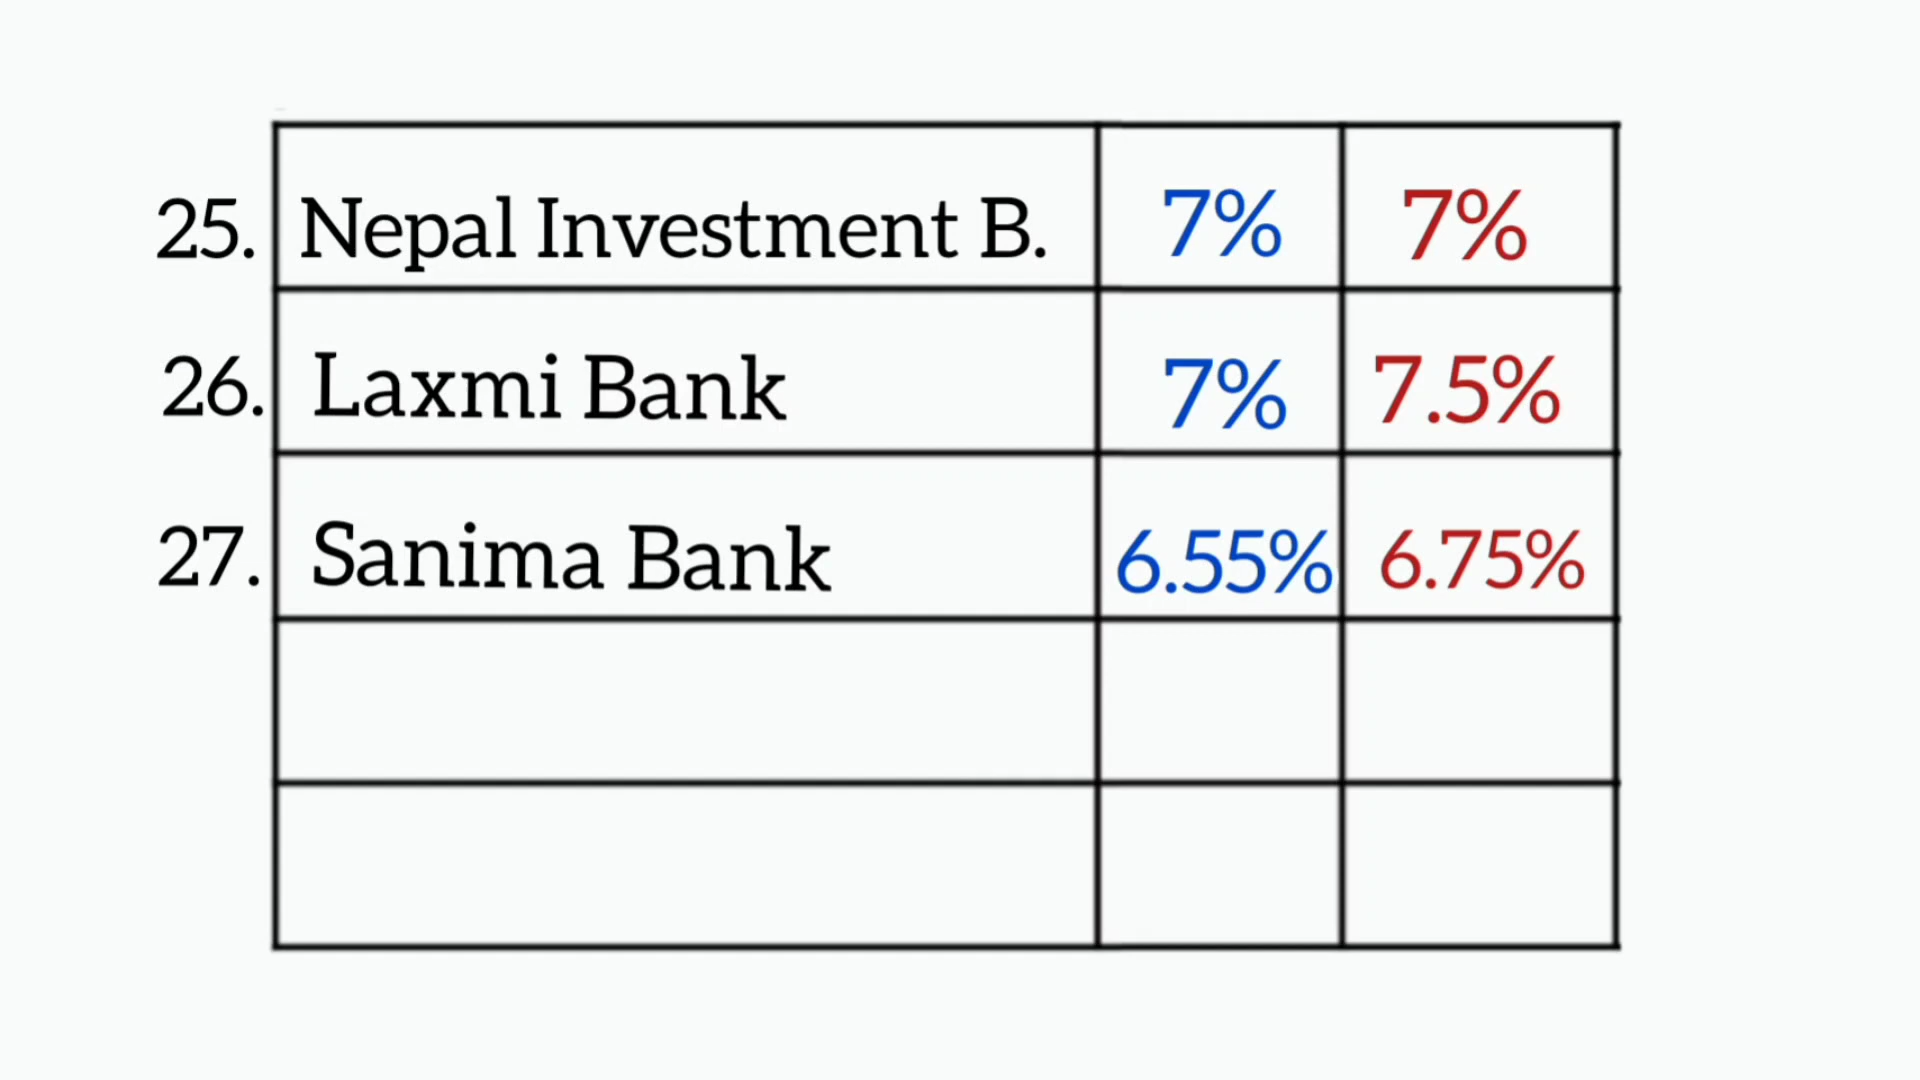 25. Nepal Investment B. 7% 7%
26. Laxmi Bank 7% 7.5%
27. Sanima Bank 6.55% 6.75%